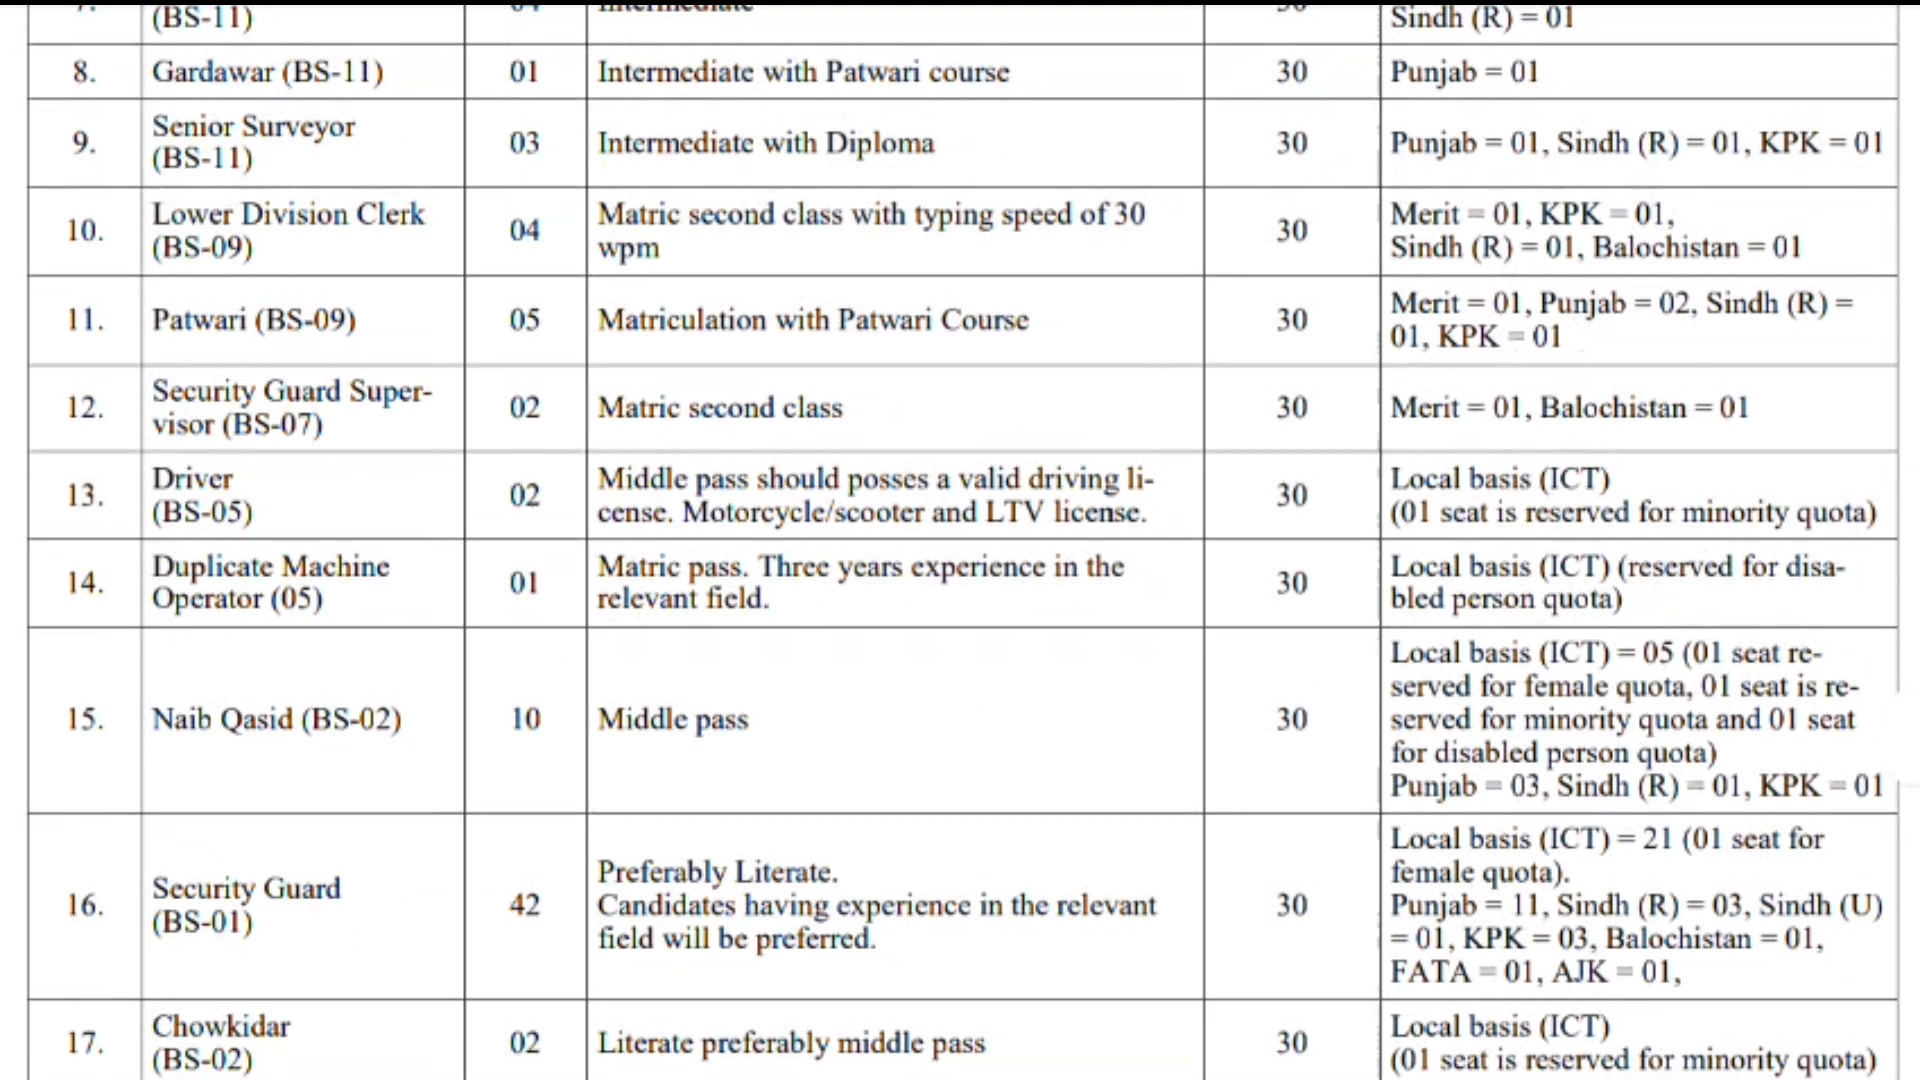 (BS-11)
Sindh (R) = 01
8. Gardawar (BS-11) 01 Intermediate with Patwari course 30 Punjab = 01
9. Senior Surveyor
(BS-11) 03 Intermediate with Diploma 30 Punjab = 01, Sindh (R) = 01, KPK = 01
10. Lower Division Clerk
(BS-09) 04 Matric second class with typing speed of 30
wpm 30 Merit = 01, KPK = 01,
Sindh (R) = 01, Balochistan = 01
11. Patwari (BS-09) 05 Matriculation with Patwari Course 30 Merit = 01, Punjab = 02, Sindh (R) =
01, KPK = 01
12. Security Guard Super-
visor (BS-07) 02 Matric second class 30 Merit = 01, Balochistan = 01
13. Driver
(BS-05) 02 Middle pass should posses a valid driving li-
cense. Motorcycle/scooter and LTV license. 30 Local basis (ICT)
(01 seat is reserved for minority quota)
14. Duplicate Machine
Operator (05) 01 Matric pass. Three years experience in the
relevant field. 30 Local basis (ICT) (reserved for disa-
bled person quota)
15. Naib Qasid (BS-02) 10 Middle pass 30 Local basis (ICT) = 05 (01 seat re-
served for female quota, 01 seat is re-
served for minority quota and 01 seat
for disabled person quota)
Punjab = 03, Sindh (R) = 01, KPK = 01
16. Security Guard
(BS-01) 42 Preferably Literate.
Candidates having experience in the relevant
field will be preferred. 30 Local basis (ICT) = 21 (01 seat for
female quota).
Punjab = 11, Sindh (R) = 03, Sindh (U)
= 01, KPK = 03, Balochistan = 01,
FATA = 01, AJK = 01,
17. Chowkidar
(BS-02) 02 Literate preferably middle pass 30 Local basis (ICT)
(01 seat is reserved for minority quota)